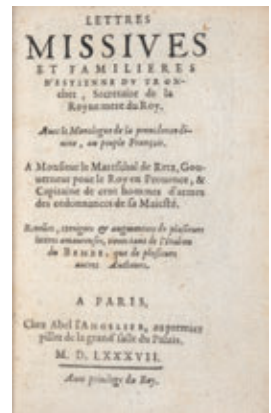 LETTRES
MISSIVES
ET FAMILIERES
D'ESTIENNE DV TRON-
chet, Secretaire de la
Royne mere du Roy.
Auec le Monologue de la prouidence di-
uine, au peuple François.
A Monsieur le Mareschal de Retz, Gou-
uerneur pour le Roy en Prouence, &
Capitaine de cent hommes d'armes
des ordonnances de sa Maiesté.
Reueües, corrigees & augmentees de plusieurs
lettres amoureuses, tirees tant de l'Italien
du BEMBE, que de plusieurs
autres Autheurs.
A PARIS,
Chez Abel l'ANGELIER, au premier
pillier de la grand' salle du Palais.
M. D. LXXXVII.
Auec priuilege du Roy.